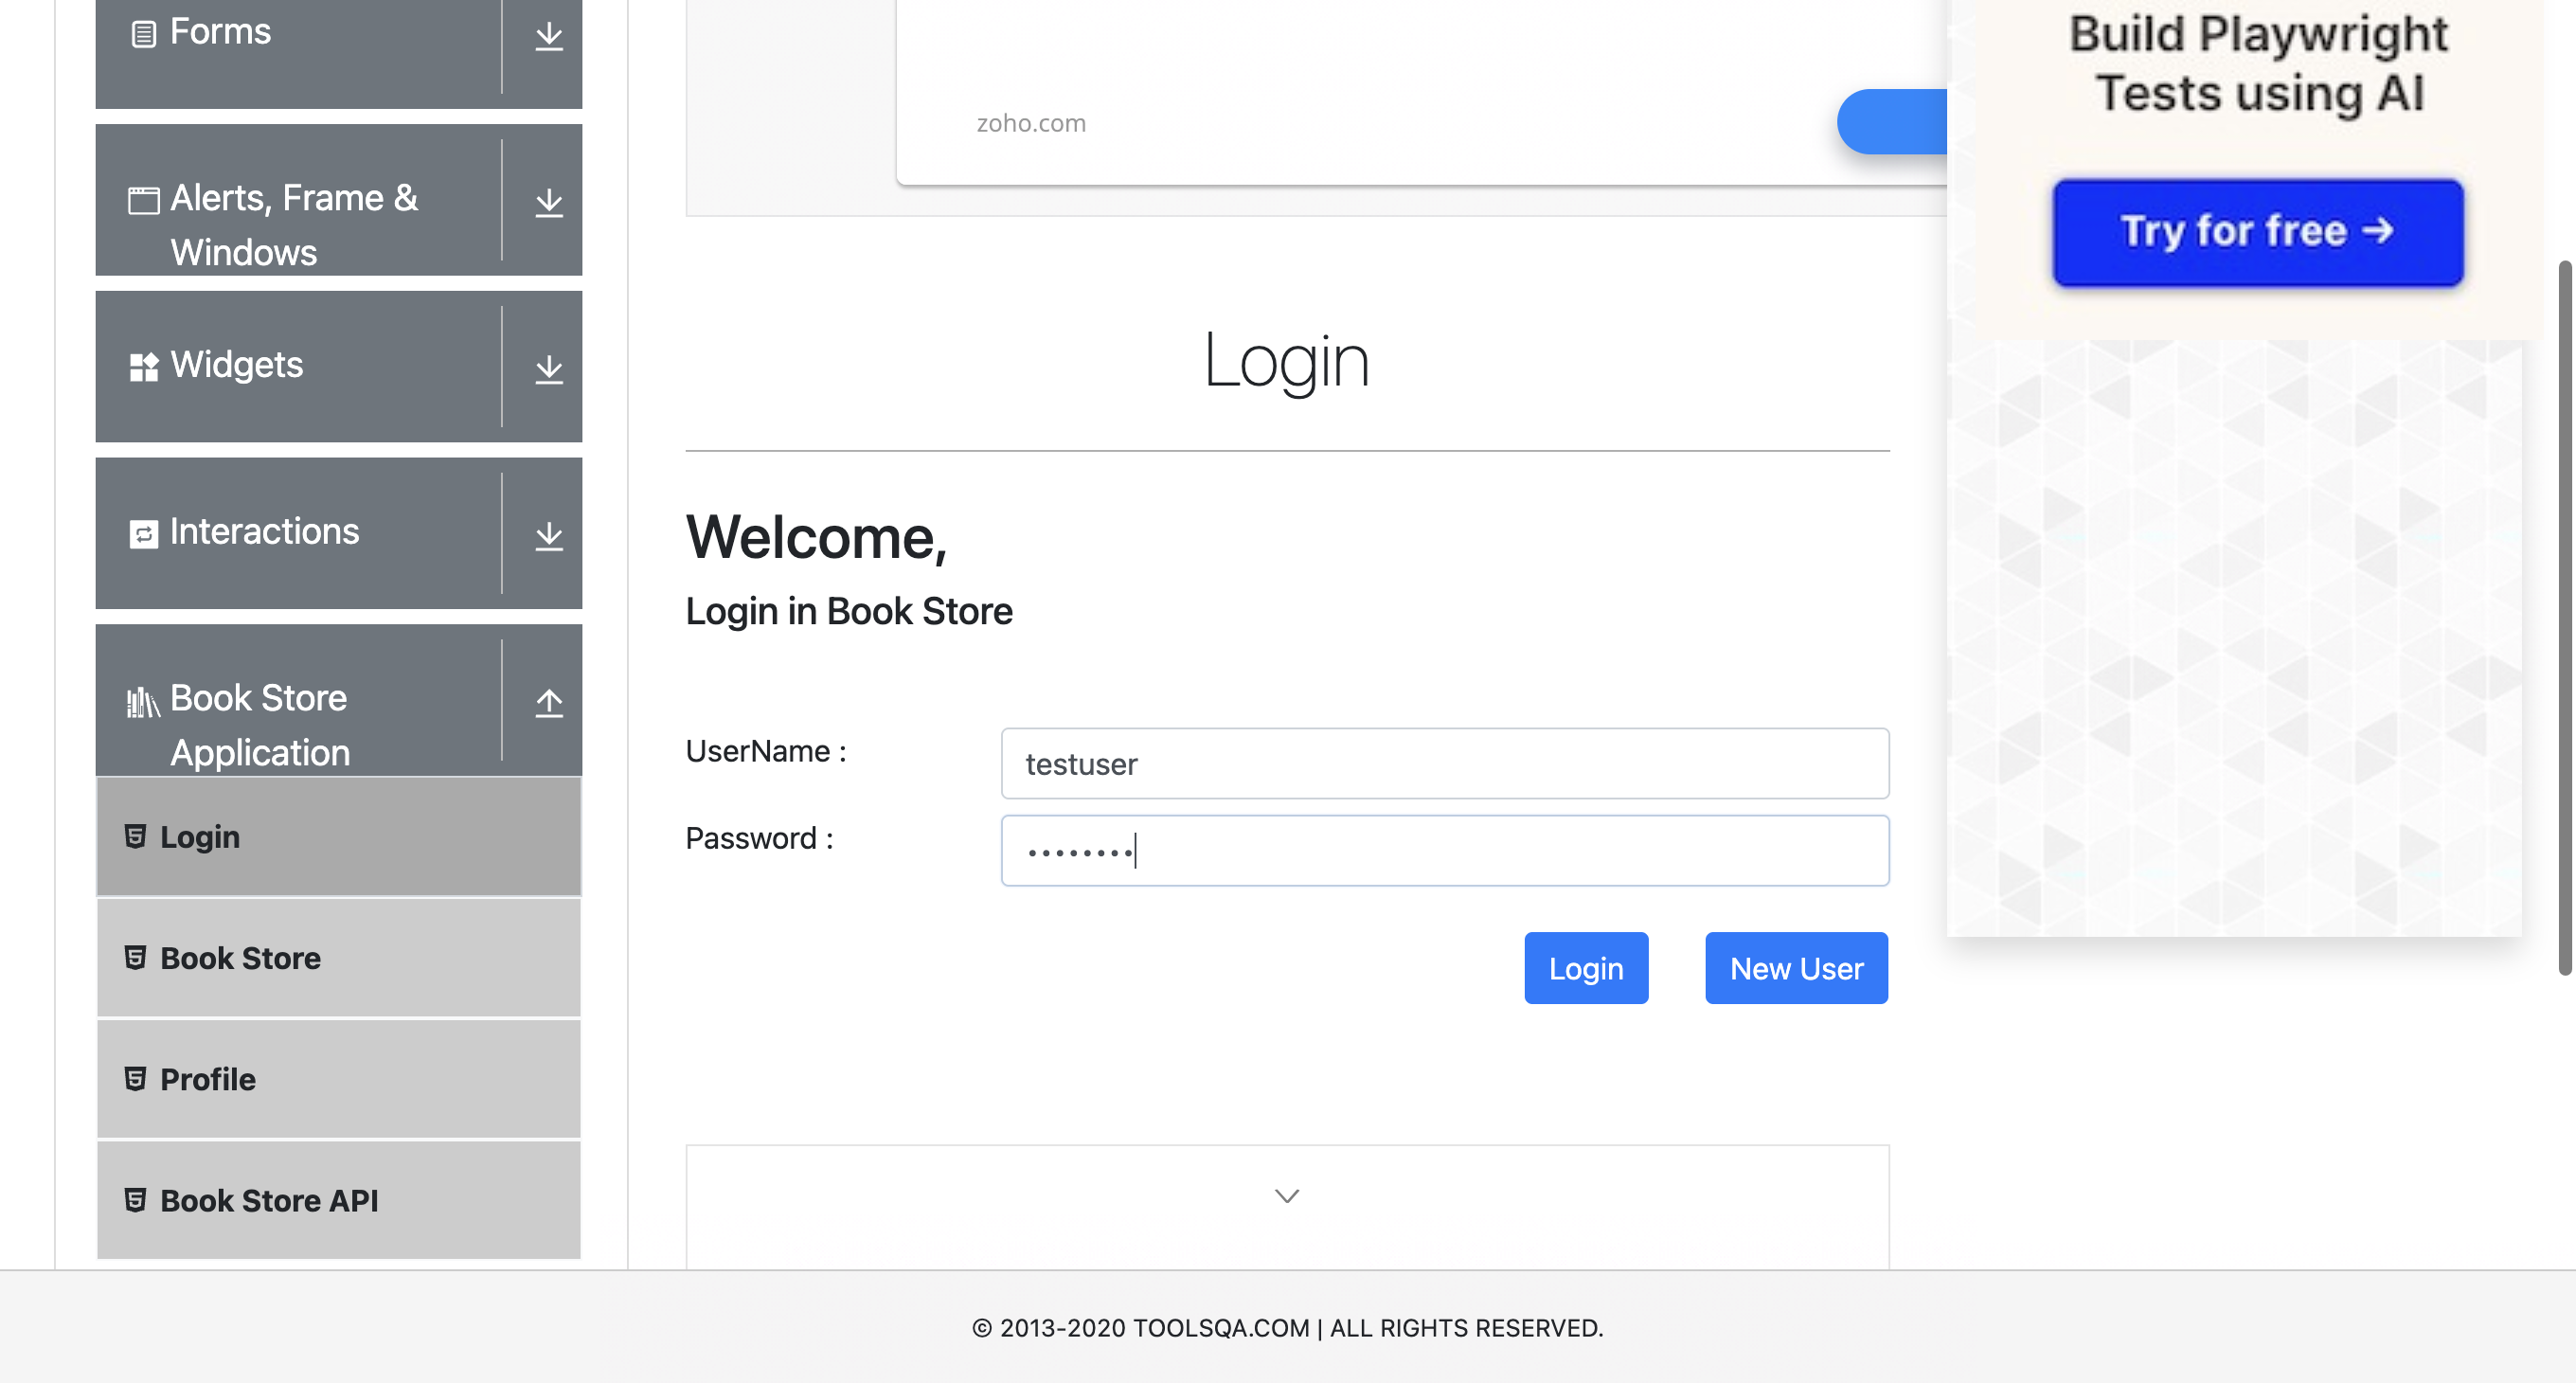 Forms
Alerts, Frame &
Windows
Widgets
Interactions
Book Store
Application
Login
Book Store
Profile
Book Store API
zoho.com
Login
Welcome,
Login in Book Store
UserName :
testuser
Password :
••••••••
Login
New User
Build Playwright
Tests using AI
Try for free →
© 2013-2020 TOOLSQA.COM | ALL RIGHTS RESERVED.